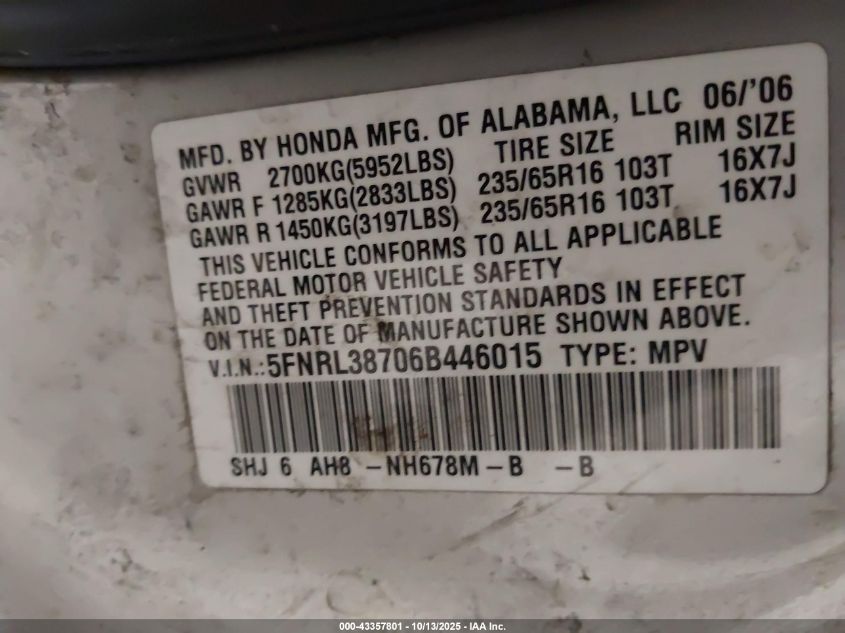 MFD. BY HONDA MFG. OF ALABAMA, LLC 06/'06
GVWR 2700KG(5952LBS) TIRE SIZE RIM SIZE
GAWR F 1285KG(2833LBS) 235/65R16 103T 16X7J
GAWR R 1450KG(3197LBS) 235/65R16 103T 16X7J
THIS VEHICLE CONFORMS TO ALL APPLICABLE
FEDERAL MOTOR VEHICLE SAFETY
AND THEFT PREVENTION STANDARDS IN EFFECT
ON THE DATE OF MANUFACTURE SHOWN ABOVE.
V.I.N.: 5FNRL38706B446015 TYPE: MPV
SHJ 6 AH8 -NH678M-B -B
000-43357801 - 10/13/2025 - IAA Inc.